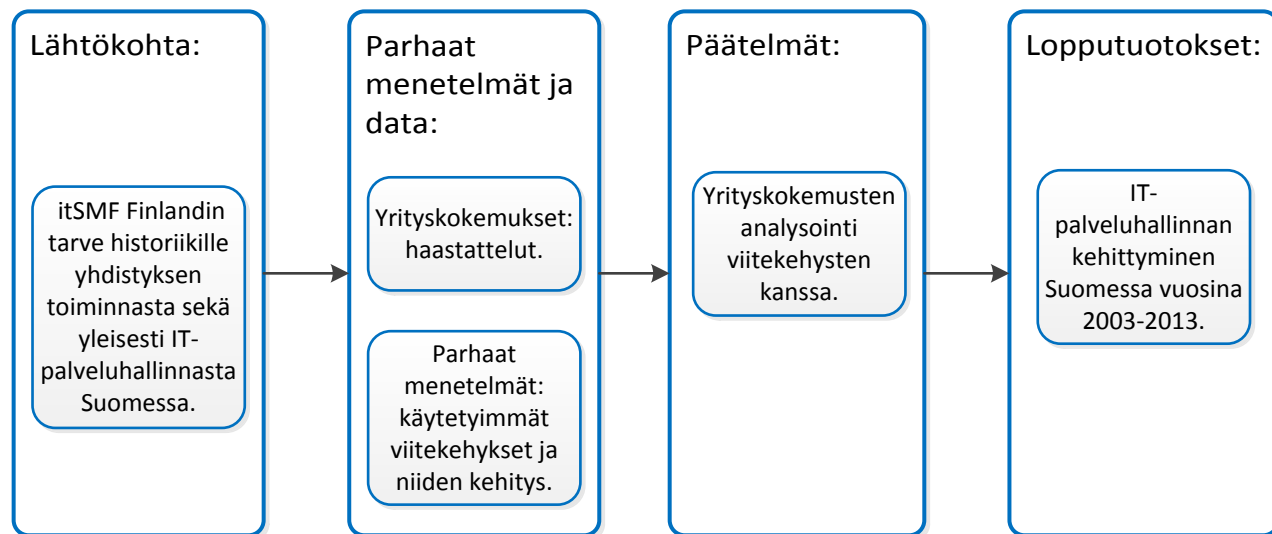 Lähtökohta:
itSMF Finlandin
tarve historiikille
yhdistyksen
toiminnasta sekä
yleisesti IT-
palveluhallinnasta
Suomessa.
Parhaat
menetelmät ja
data:
Yrityskokemukset:
haastattelut.
Parhaat
menetelmät:
käytetyimmät
viitekehykset ja
niiden kehitys.
Päätelmät:
Yrityskokemusten
analysointi
viitekehysten
kanssa.
Lopputuotokset:
IT-
palveluhallinnan
kehittyminen
Suomessa vuosina
2003-2013.